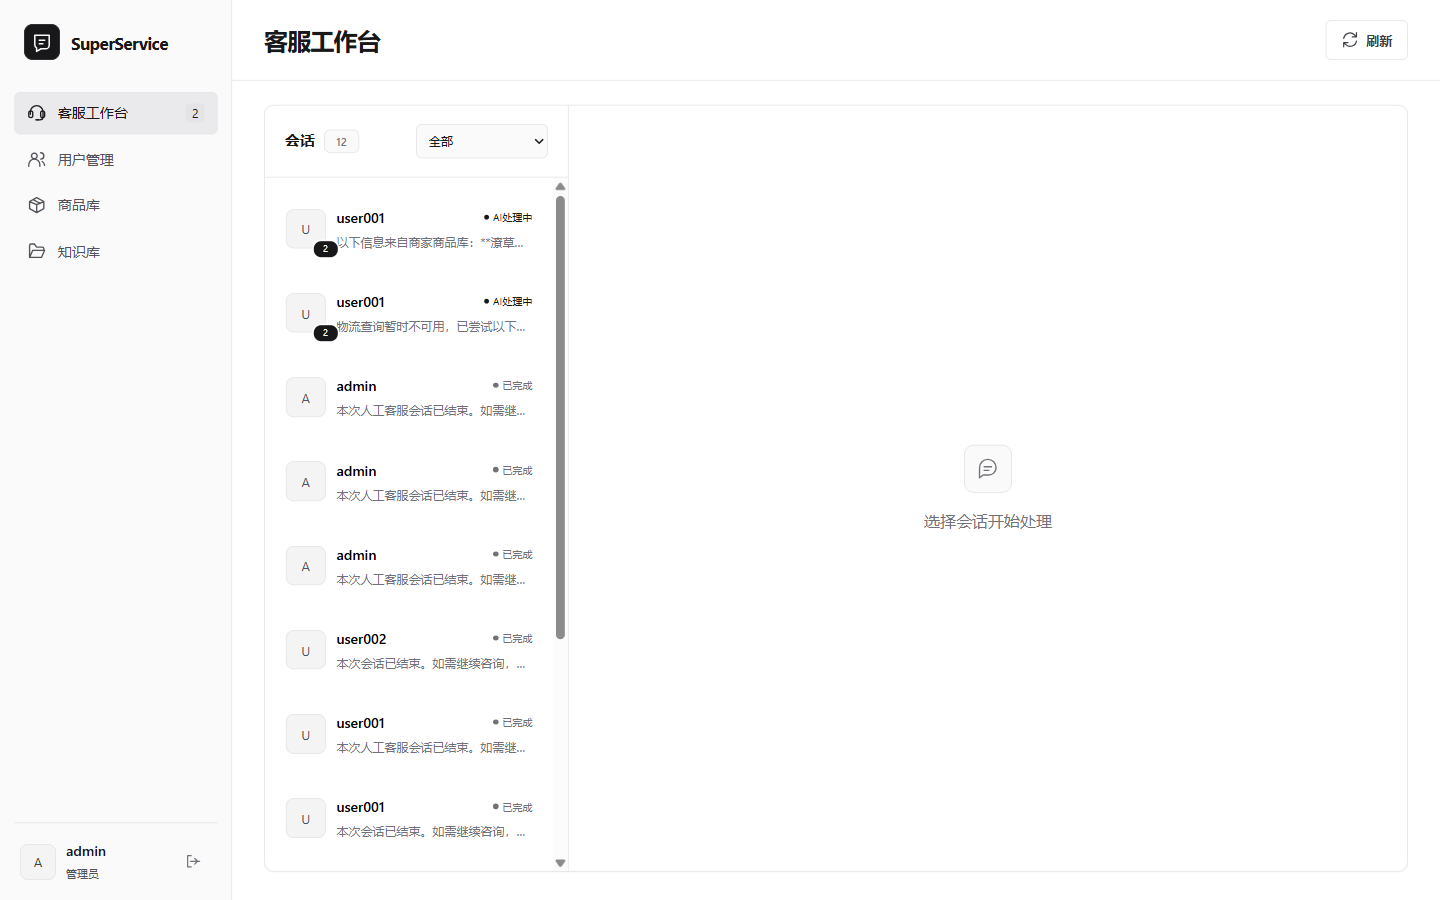 SuperService
客服工作台
2
用户管理
商品库
知识库
A
admin
管理员
客服工作台
刷新
会话
12
全部
U
2
user001
AI处理中
以下信息来自商家商品库：**潦草...
U
2
user001
AI处理中
物流查询暂时不可用，已尝试以下...
A
admin
已完成
本次人工客服会话已结束。如需继...
A
admin
已完成
本次人工客服会话已结束。如需继...
A
admin
已完成
本次人工客服会话已结束。如需继...
U
user002
已完成
本次会话已结束。如需继续咨询，...
U
user001
已完成
本次人工客服会话已结束。如需继...
U
user001
已完成
本次会话已结束。如需继续咨询，...
选择会话开始处理